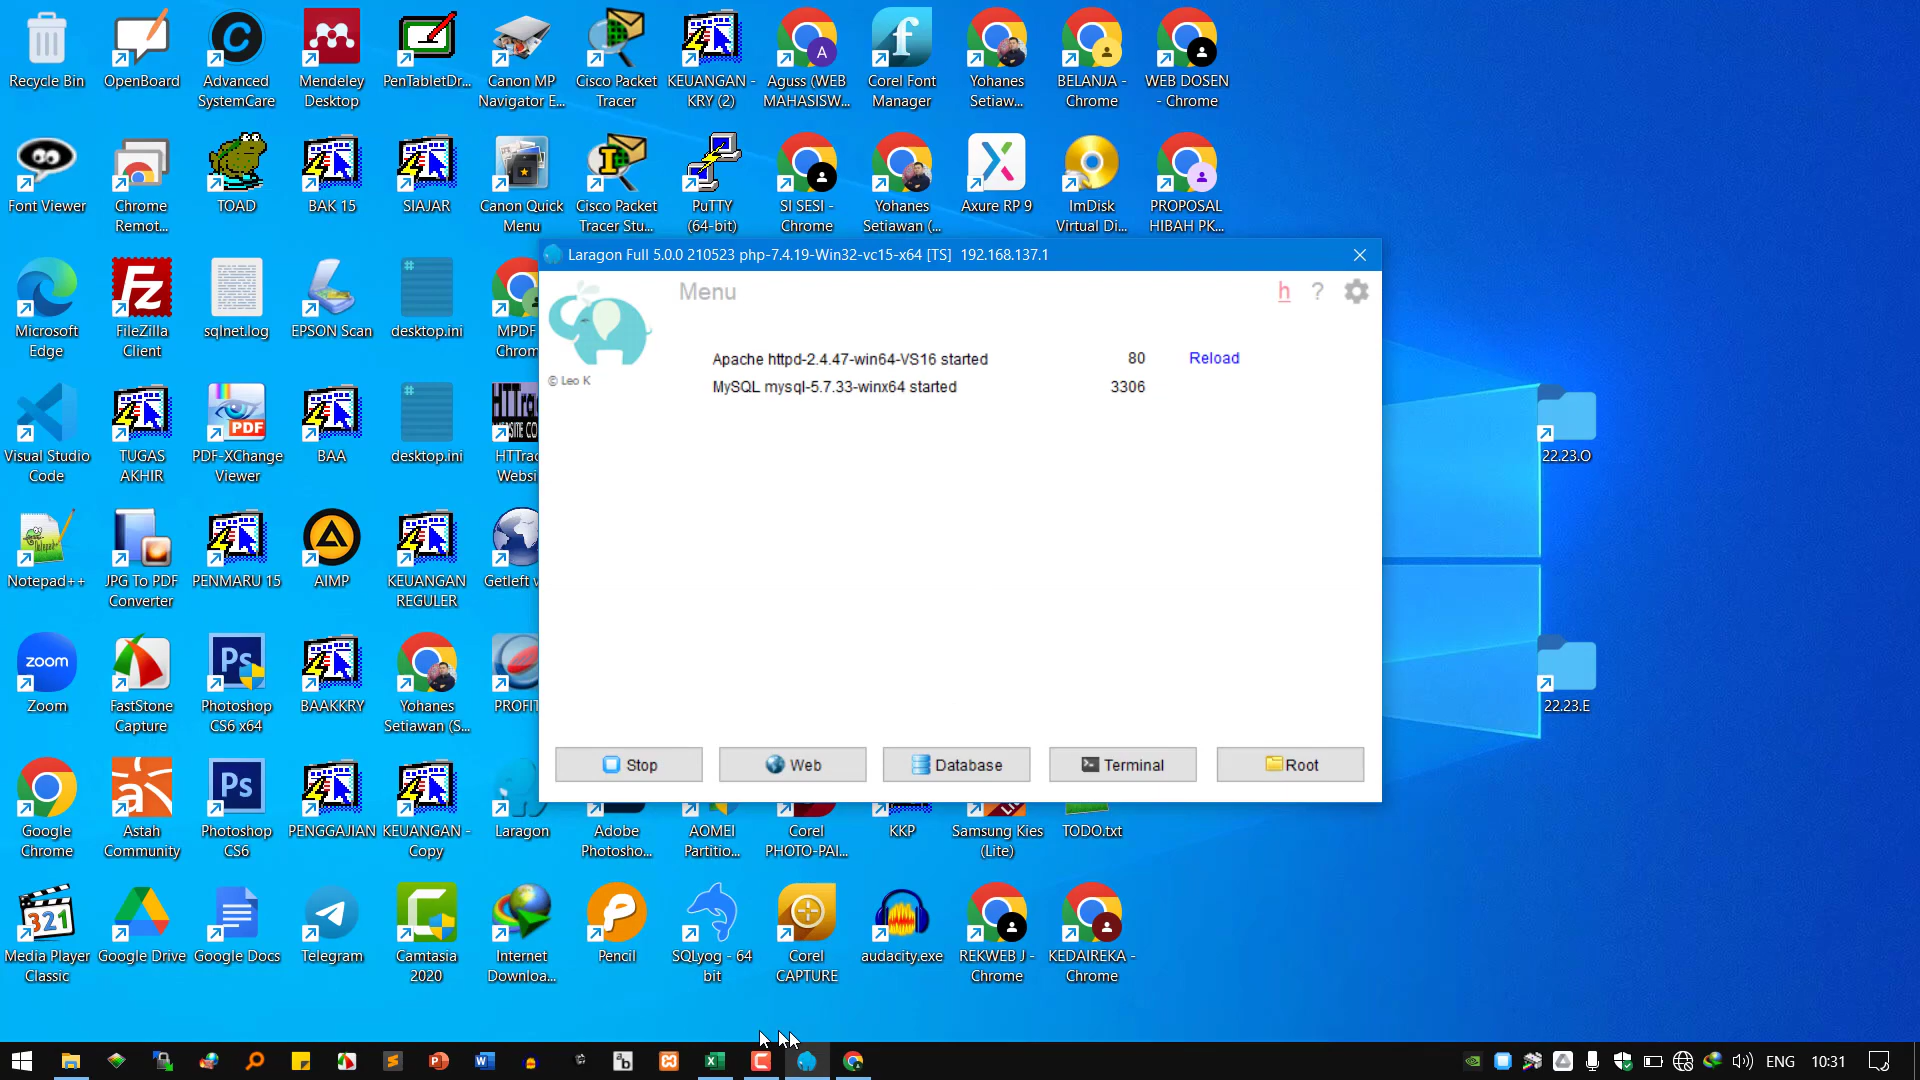 Recycle Bin
OpenBoard
Advanced
SystemCare
Mendeley
Desktop
PenTabletDr...
Canon MP
Navigator E...
Cisco Packet
Tracer
KEUANGAN -
KRY (2)
A
Aguss (WEB
MAHASISW...
f
Corel Font
Manager
Yohanes
Setiaw...
BELANJA -
Chrome
WEB DOSEN
- Chrome
Font Viewer
Chrome
Remot...
TOAD
BAK 15
SIAJAR
Canon Quick
Menu
Cisco Packet
Tracer Stu...
PuTTY
(64-bit)
SI SESI -
Chrome
Yohanes
Setiawan (...
Axure RP 9
ImDisk
Virtual Di...
PROPOSAL
HIBAH PK...
Laragon Full 5.0.0 210523 php-7.4.19-Win32-vc15-x64 [TS] 192.168.137.1
Menu
h
?
© Leo K
Apache httpd-2.4.47-win64-VS16 started
80
Reload
MySQL mysql-5.7.33-winx64 started
3306
Stop
Web
Database
Terminal
Root
Microsoft
Edge
Fz
FileZilla
Client
sqlnet.log
EPSON Scan
#
desktop.ini
MPDF
Chrom
Visual Studio
Code
TUGAS
AKHIR
PDF
PDF-XChange
Viewer
BAA
#
desktop.ini
HTTrac
WEBSITE CO
HTTrac
Websi
22.23.O
Notepad++
JPG To PDF
Converter
PENMARU 15
AIMP
KEUANGAN
REGULER
Getleft v
zoom
Zoom
FastStone
Capture
Ps
Photoshop
CS6 x64
BAAKKRY
Yohanes
Setiawan (S...
PROFIT
22.23.E
Google
Chrome
Astah
Community
Ps
Photoshop
CS6
PENGGAJIAN
KEUANGAN -
Copy
Laragon
Adobe
Photosho...
AOMEI
Partitio...
Corel
PHOTO-PAI...
KKP
Samsung Kies
(Lite)
TODO.txt
321
Media Player
Classic
Google Drive
Google Docs
Telegram
Camtasia
2020
Internet
Downloa...
Pencil
SQLyog - 64
bit
Corel
CAPTURE
audacity.exe
REKWEB J -
Chrome
KEDAIREKA -
Chrome
ENG
10:31